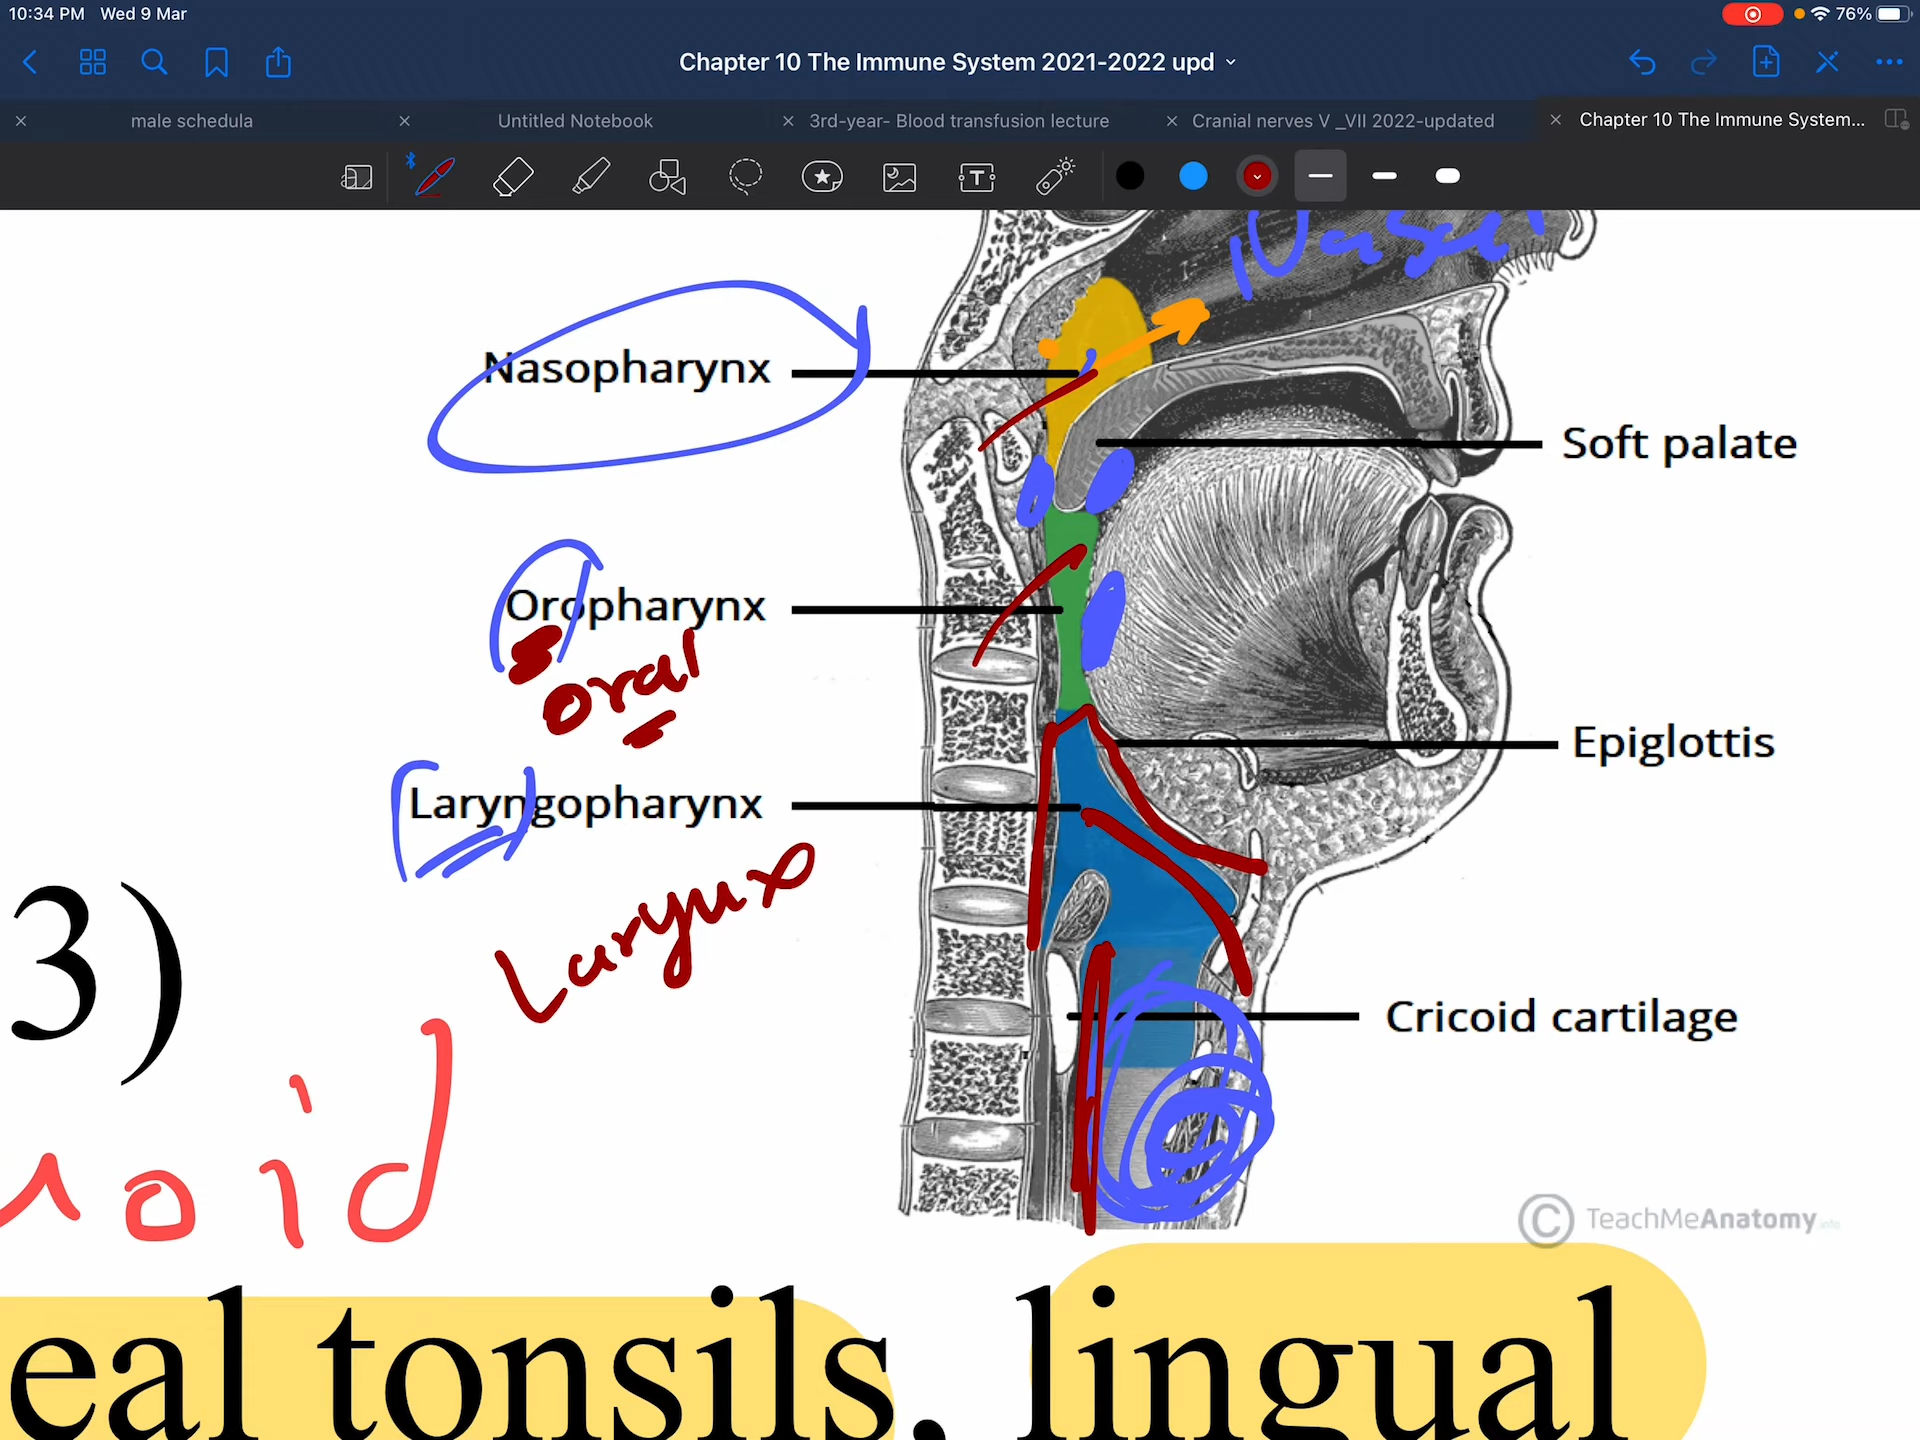 10:34 PM Wed 9 Mar
76%
Chapter 10 The Immune System 2021-2022 upd
male schedula
Untitled Notebook
3rd-year- Blood transfusion lecture
Cranial nerves V _VII 2022-updated
Chapter 10 The Immune System...
Nasal
Nasopharynx
Soft palate
Oropharynx
oral
Epiglottis
Laryngopharynx
Larynx
3)
Cricoid cartilage
oid
© TeachMeAnatomy.info
eal tonsils, lingual